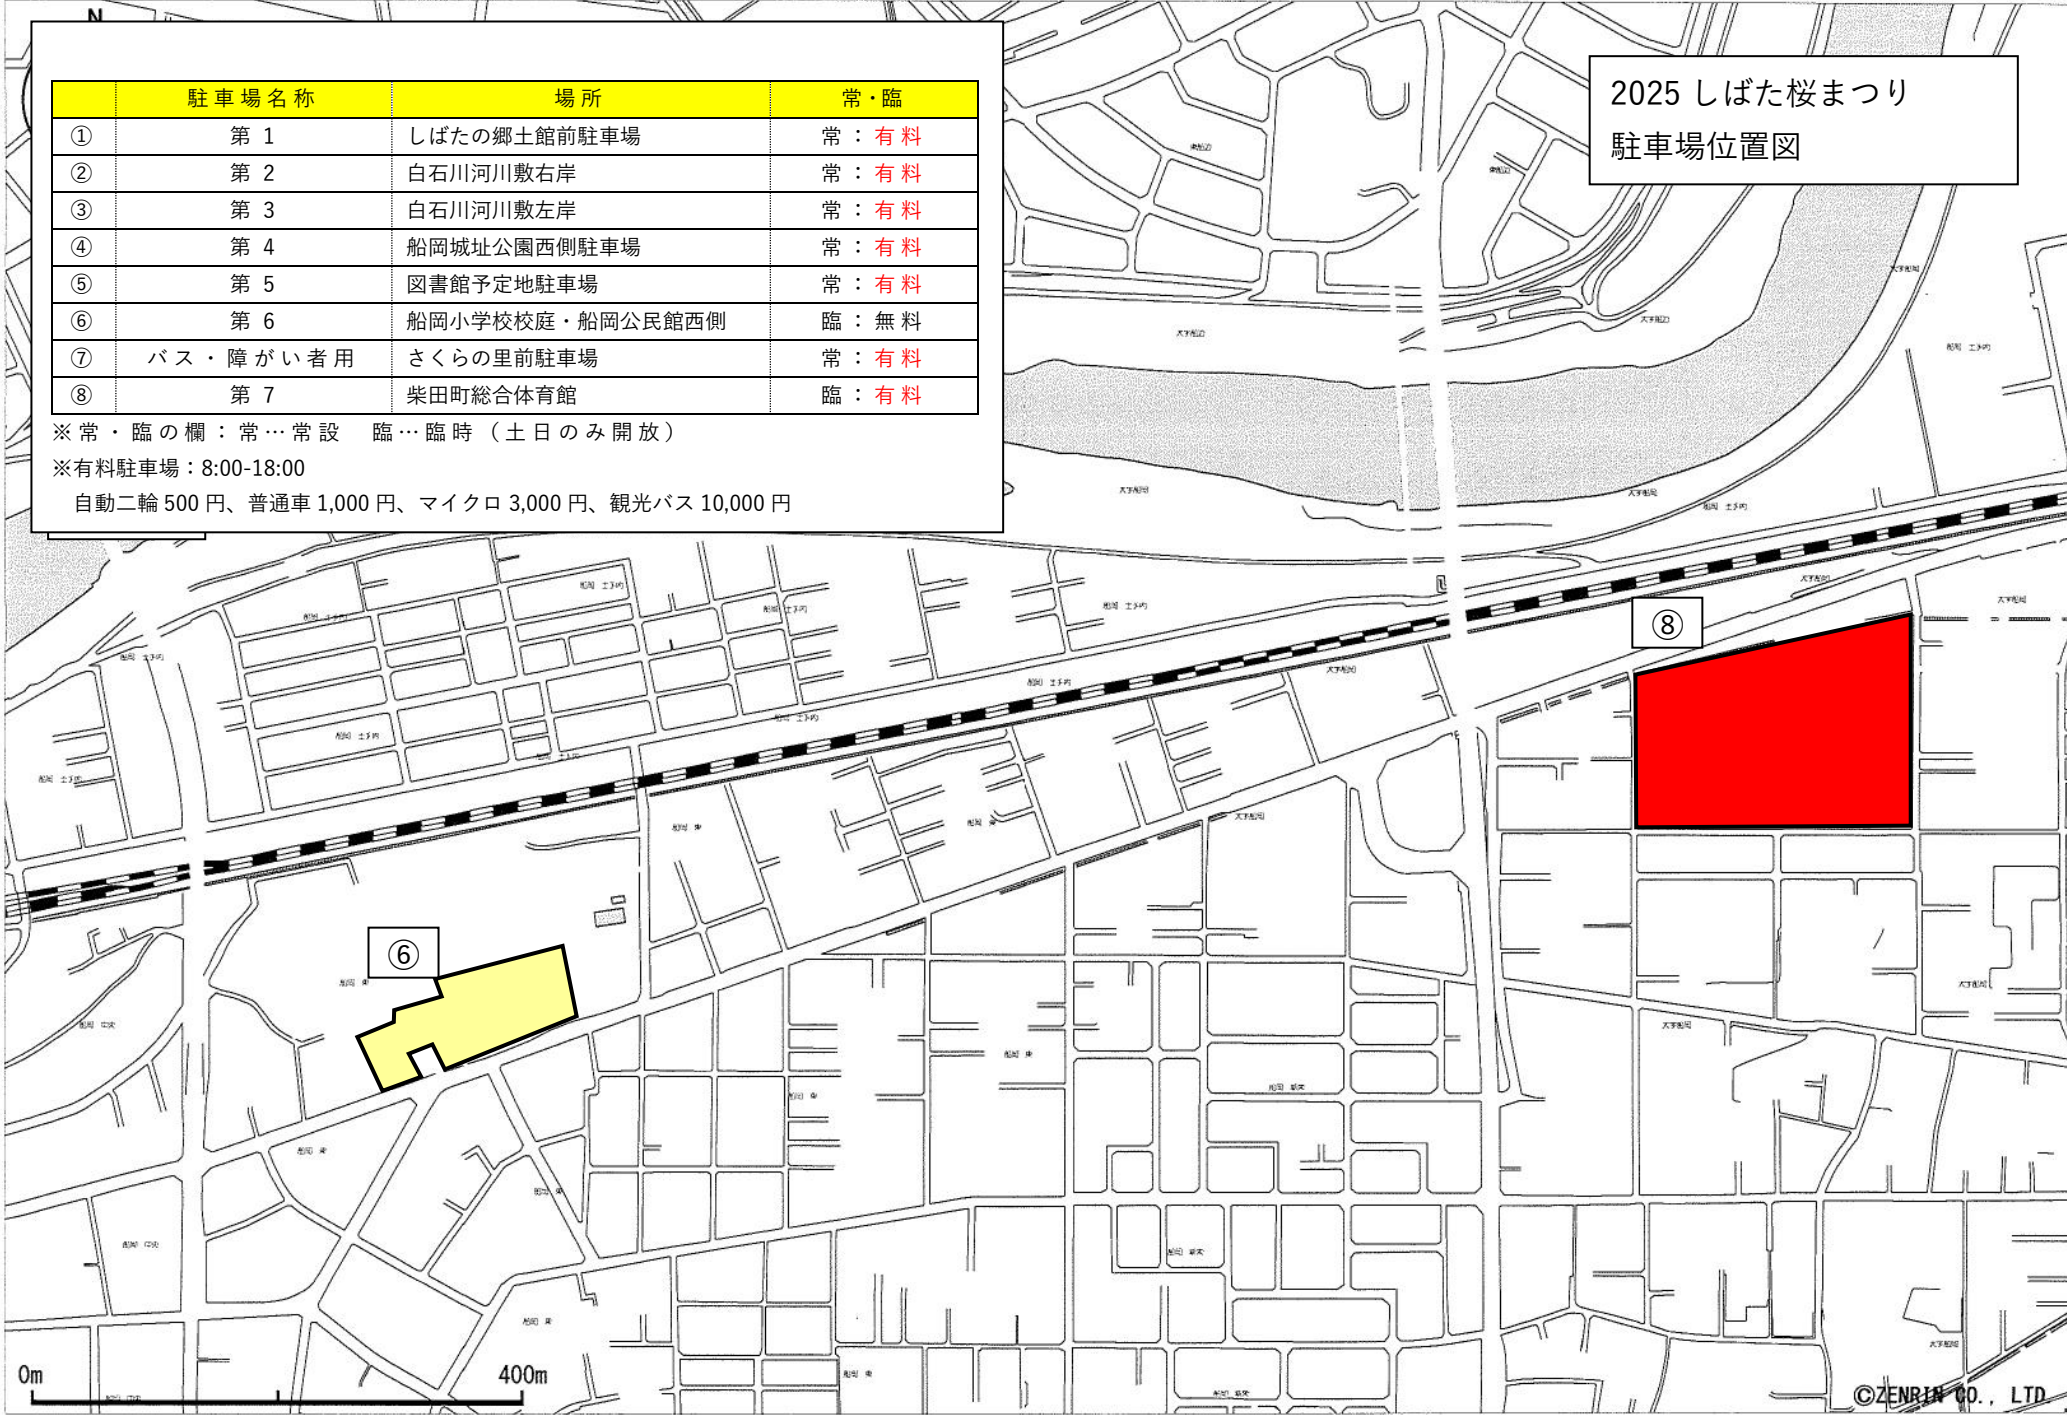 N
駐車場名称 場所 常・臨
① 第 1 しばたの郷土館前駐車場 常：有料
② 第 2 白石川河川敷右岸 常：有料
③ 第 3 白石川河川敷左岸 常：有料
④ 第 4 船岡城址公園西側駐車場 常：有料
⑤ 第 5 図書館予定地駐車場 常：有料
⑥ 第 6 船岡小学校校庭・船岡公民館西側 臨：無料
⑦ バス・障がい者用 さくらの里前駐車場 常：有料
⑧ 第 7 柴田町総合体育館 臨：有料
※常・臨の欄：常…常設　臨…臨時（土日のみ開放）
※有料駐車場：8:00-18:00
自動二輪 500 円、普通車 1,000 円、マイクロ 3,000 円、観光バス 10,000 円
2025 しばた桜まつり
駐車場位置図
⑧
⑥
0m 400m
©ZENRIN CO., LTD.